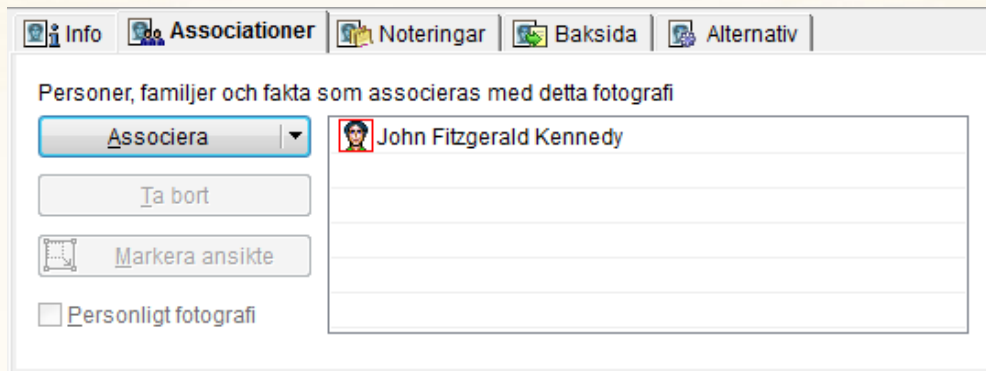 Info Associationer Noteringar Baksida Alternativ
Personer, familjer och fakta som associeras med detta fotografi
Associera
John Fitzgerald Kennedy
Ta bort
Markera ansikte
Personligt fotografi